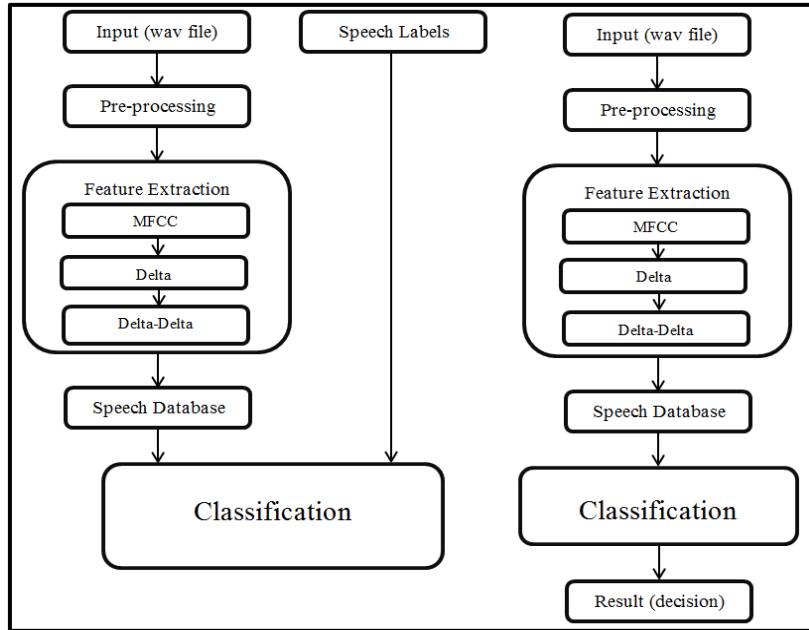 Input (wav file)
Pre-processing
Feature Extraction
MFCC
Delta
Delta-Delta
Speech Database
Speech Labels
Classification
Input (wav file)
Pre-processing
Feature Extraction
MFCC
Delta
Delta-Delta
Speech Database
Classification
Result (decision)